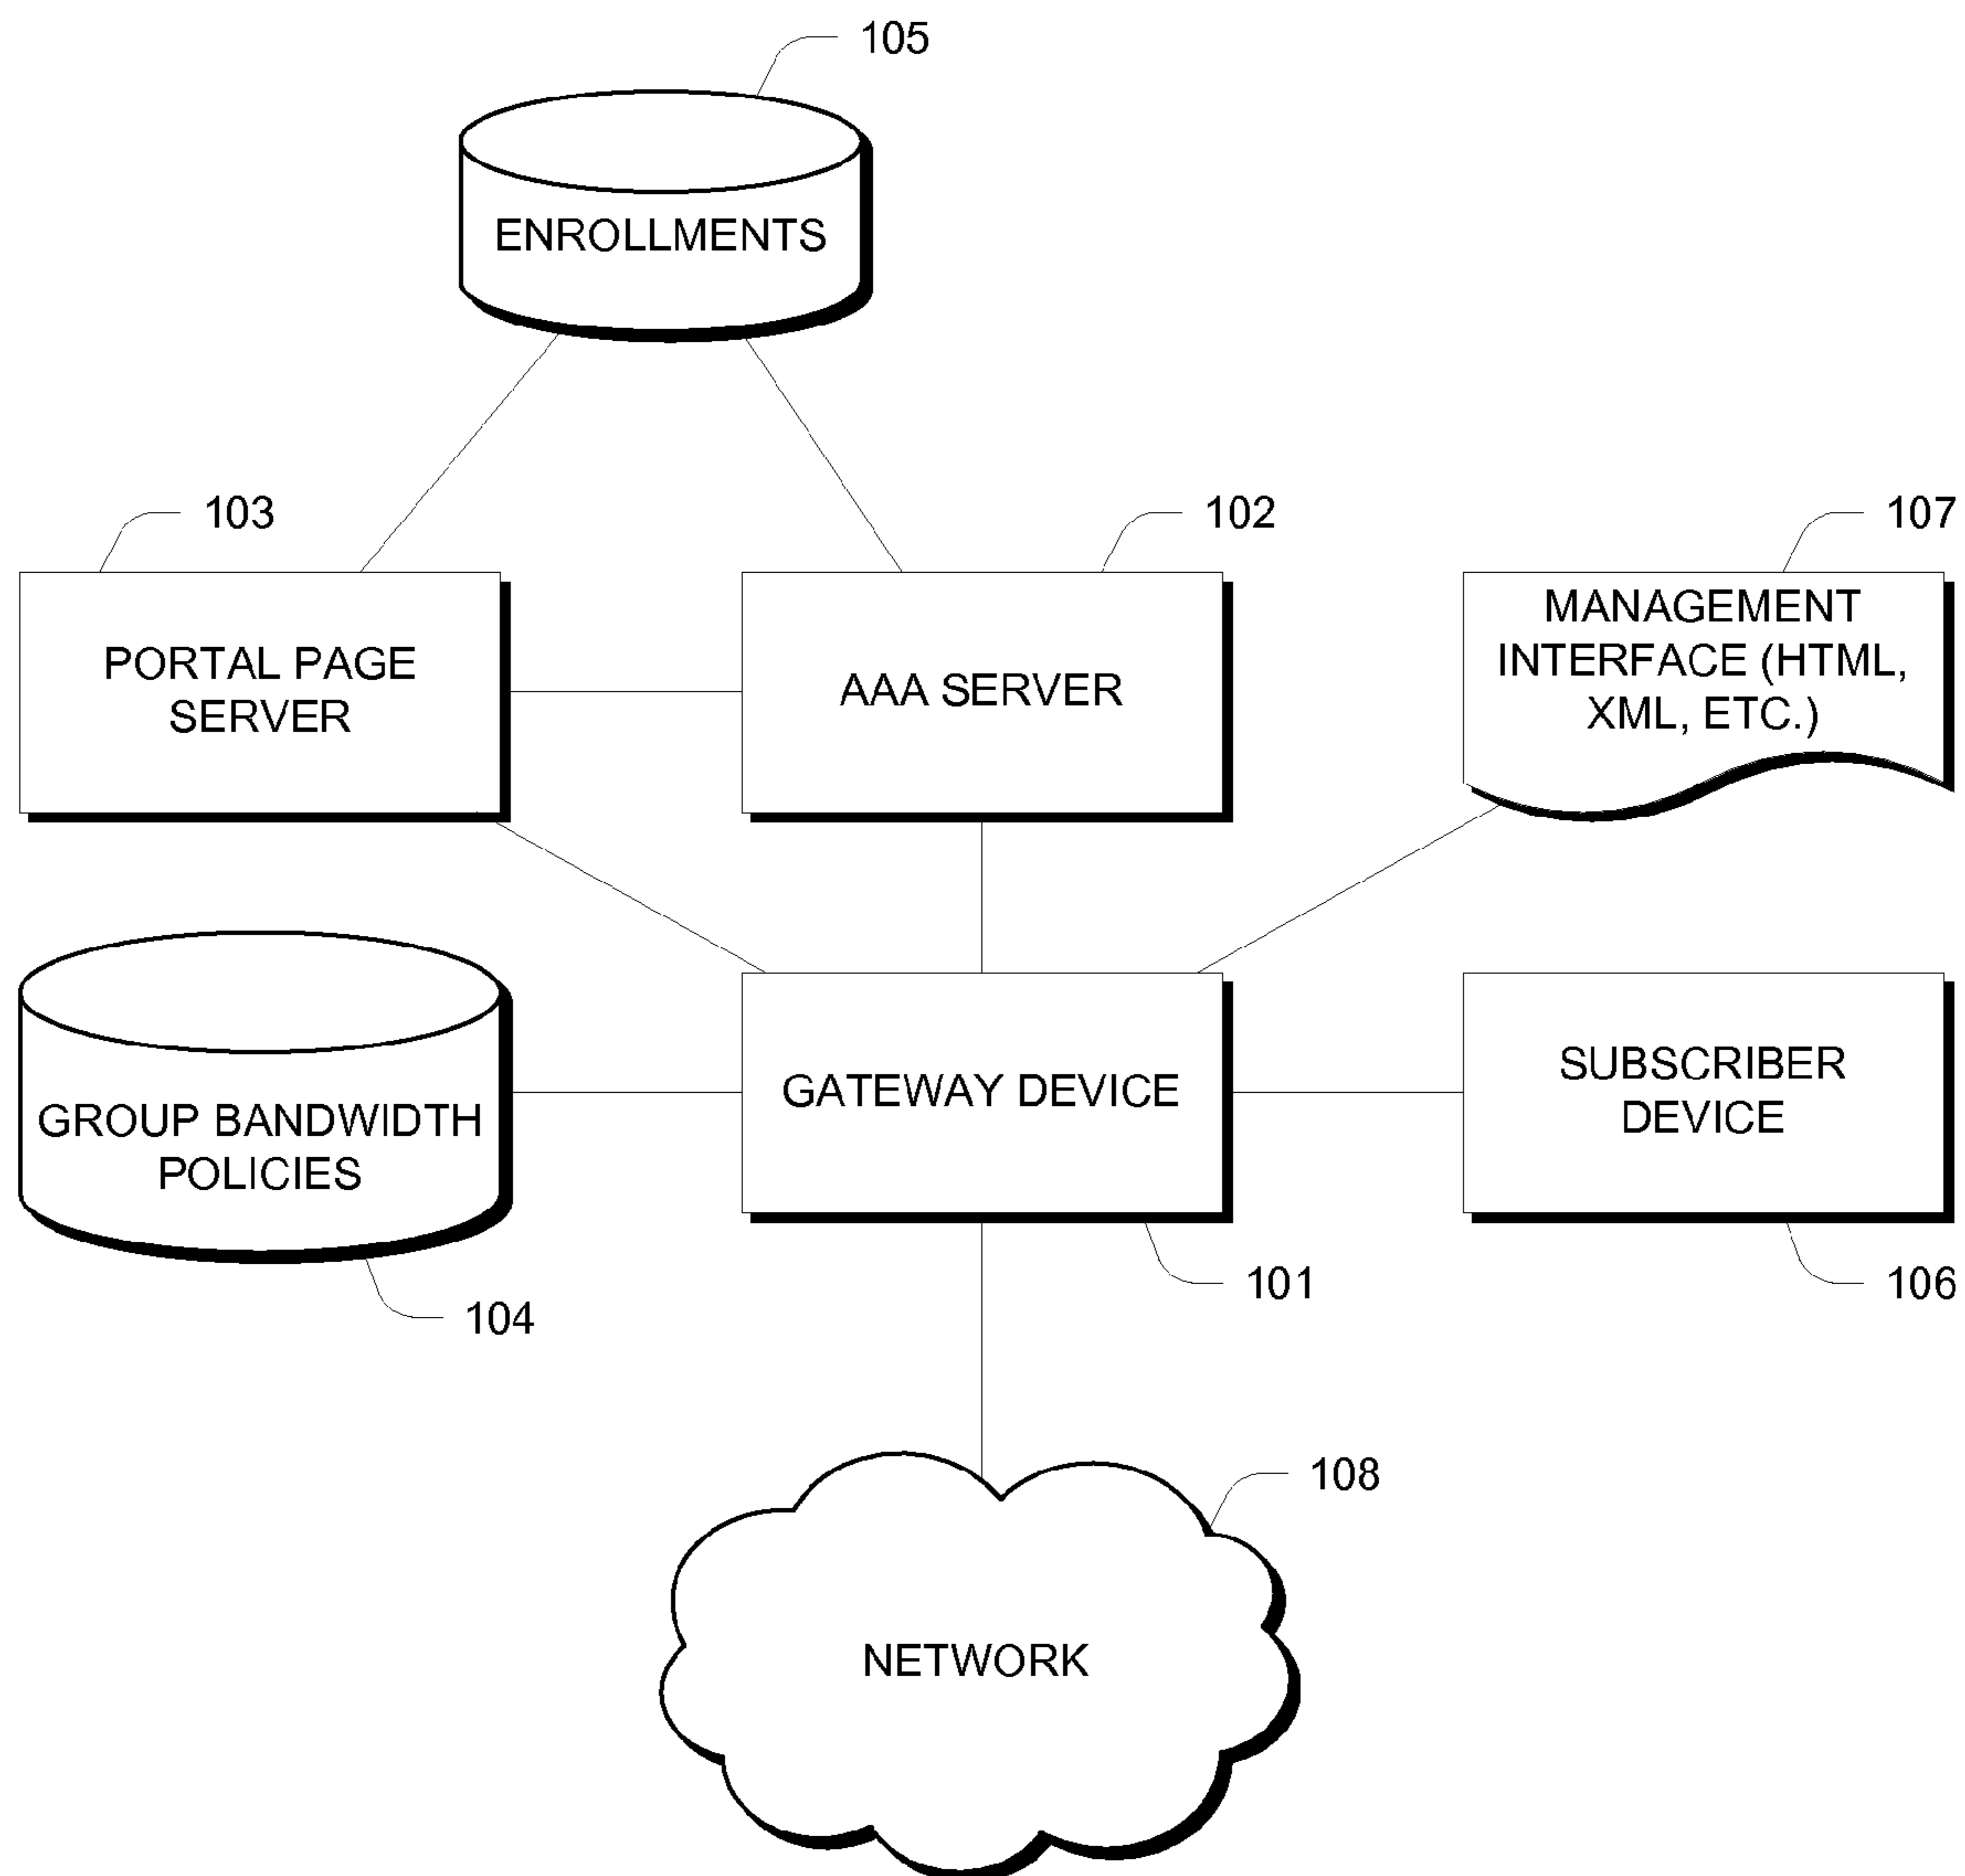 105
ENROLLMENTS
103
102
107
PORTAL PAGE
SERVER
AAA SERVER
MANAGEMENT
INTERFACE (HTML,
XML, ETC.)
GROUP BANDWIDTH
POLICIES
GATEWAY DEVICE
SUBSCRIBER
DEVICE
104
101
106
108
NETWORK